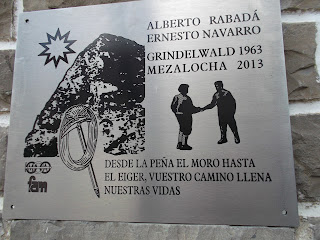 ALBERTO RABADÁ
ERNESTO NAVARRO
GRINDELWALD 1963
MEZALOCHA 2013
DESDE LA PEÑA EL MORO HASTA
EL EIGER, VUESTRO CAMINO LLENA
NUESTRAS VIDAS
fam